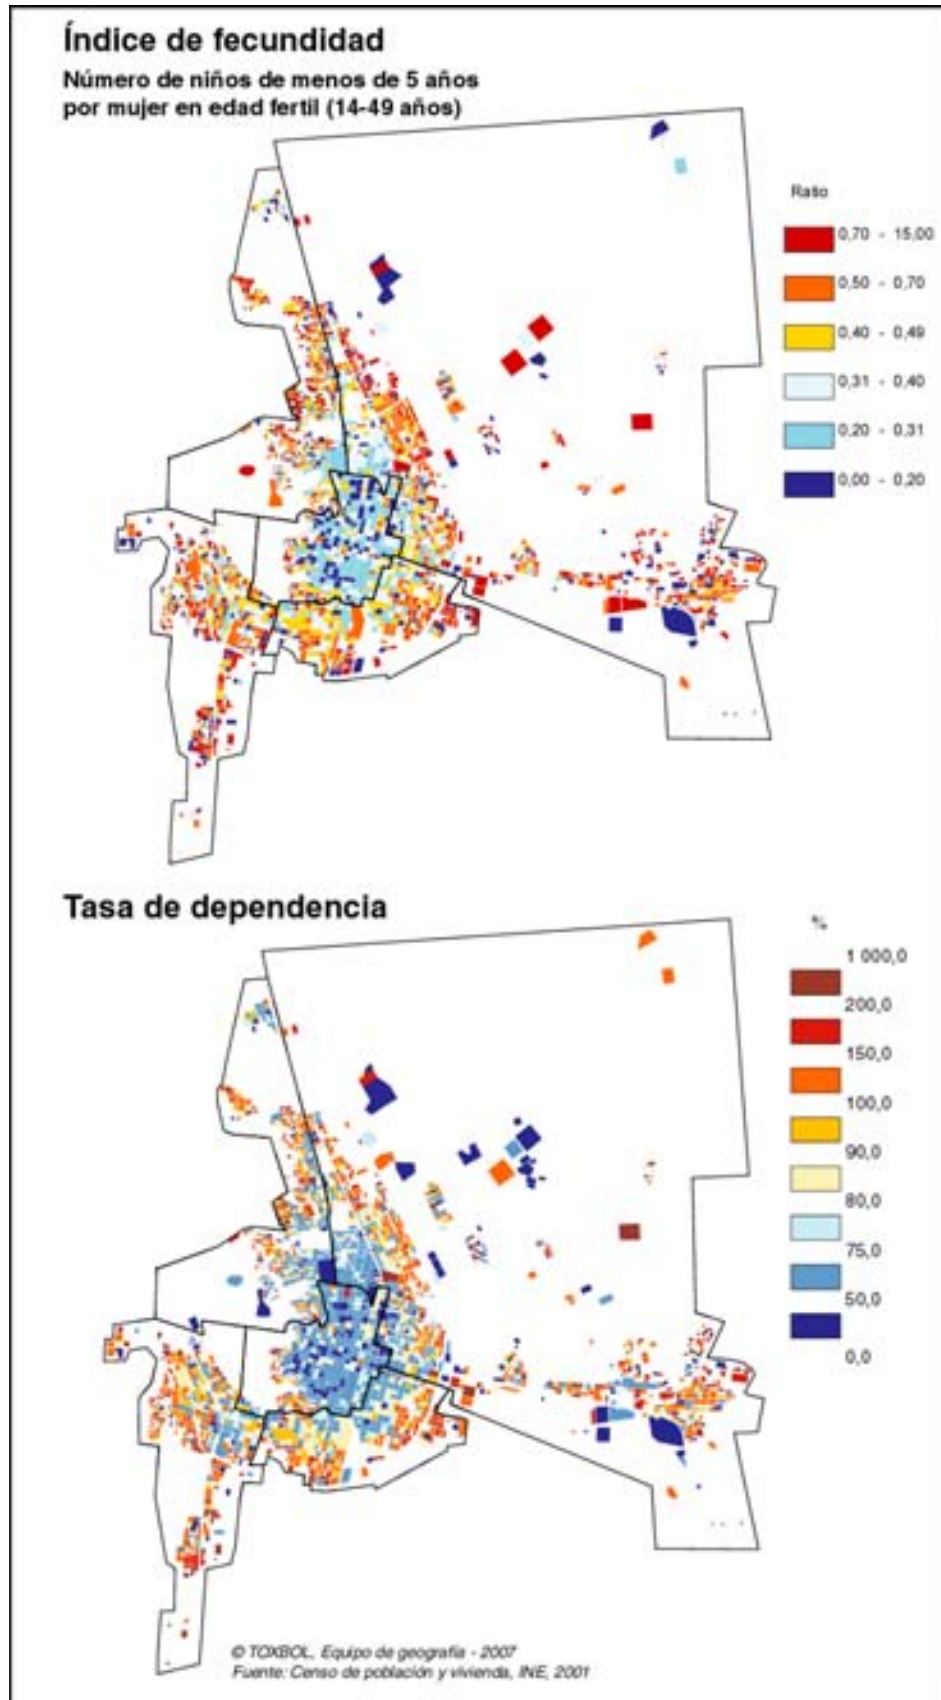 Índice de fecundidad
Número de niños de menos de 5 años
por mujer en edad fertil (14-49 años)
Ratio
0,70 - 15,00
0,50 - 0,70
0,40 - 0,49
0,31 - 0,40
0,20 - 0,31
0,00 - 0,20
Tasa de dependencia
%
1 000,0
200,0
150,0
100,0
90,0
80,0
75,0
50,0
0,0
© TOXBOL, Equipo de geografía - 2007
Fuente: Censo de población y vivienda, INE, 2001